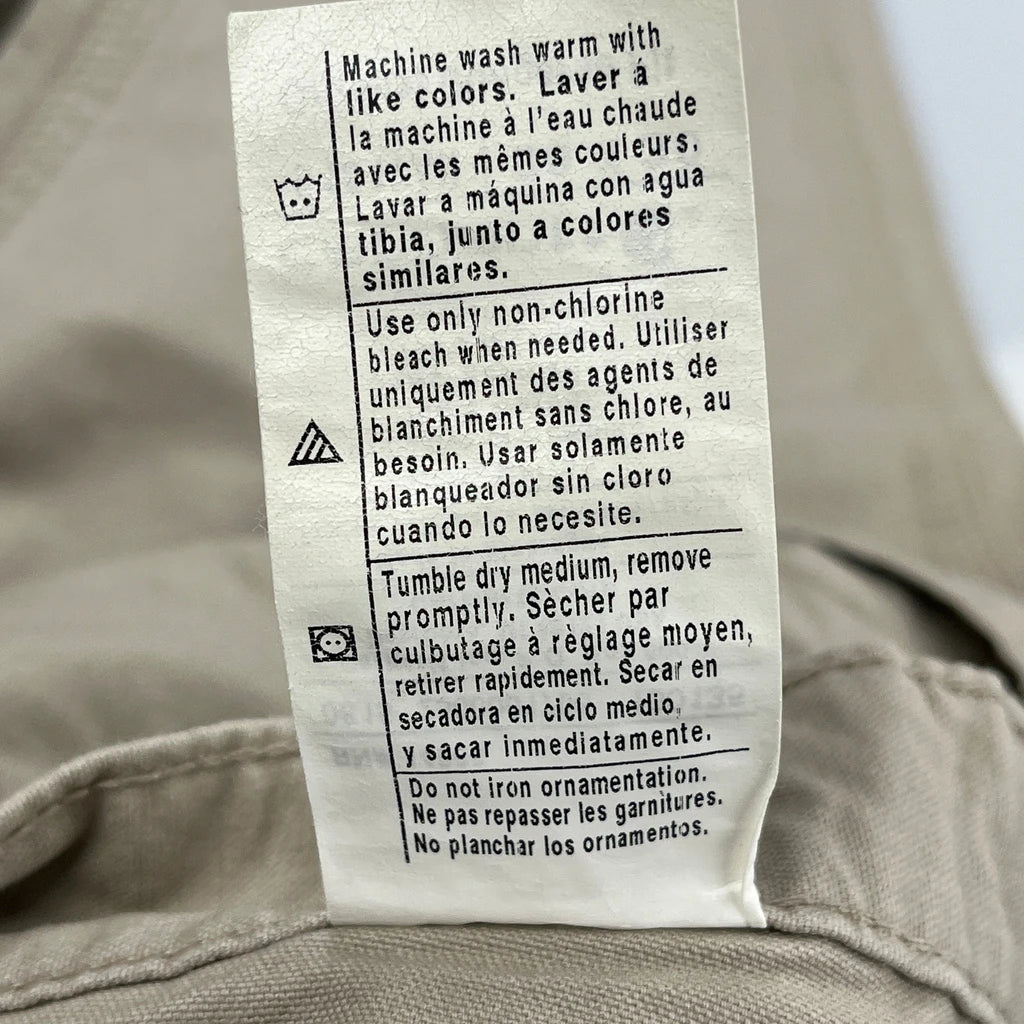 Machine wash warm with
like colors. Laver á
la machine à l'eau chaude
avec les mêmes couleurs.
Lavar a máquina con agua
tibia, junto a colores
similares.
Use only non-chlorine
bleach when needed. Utiliser
uniquement des agents de
blanchiment sans chlore, au
besoin. Usar solamente
blanqueador sin cloro
cuando lo necesite.
Tumble dry medium, remove
promptly. Sècher par
culbutage à règlage moyen,
retirer rapidement. Secar en
secadora en ciclo medio,
y sacar inmediatamente.
Do not iron ornamentation.
Ne pas repasser les garnitures.
No planchar los ornamentos.